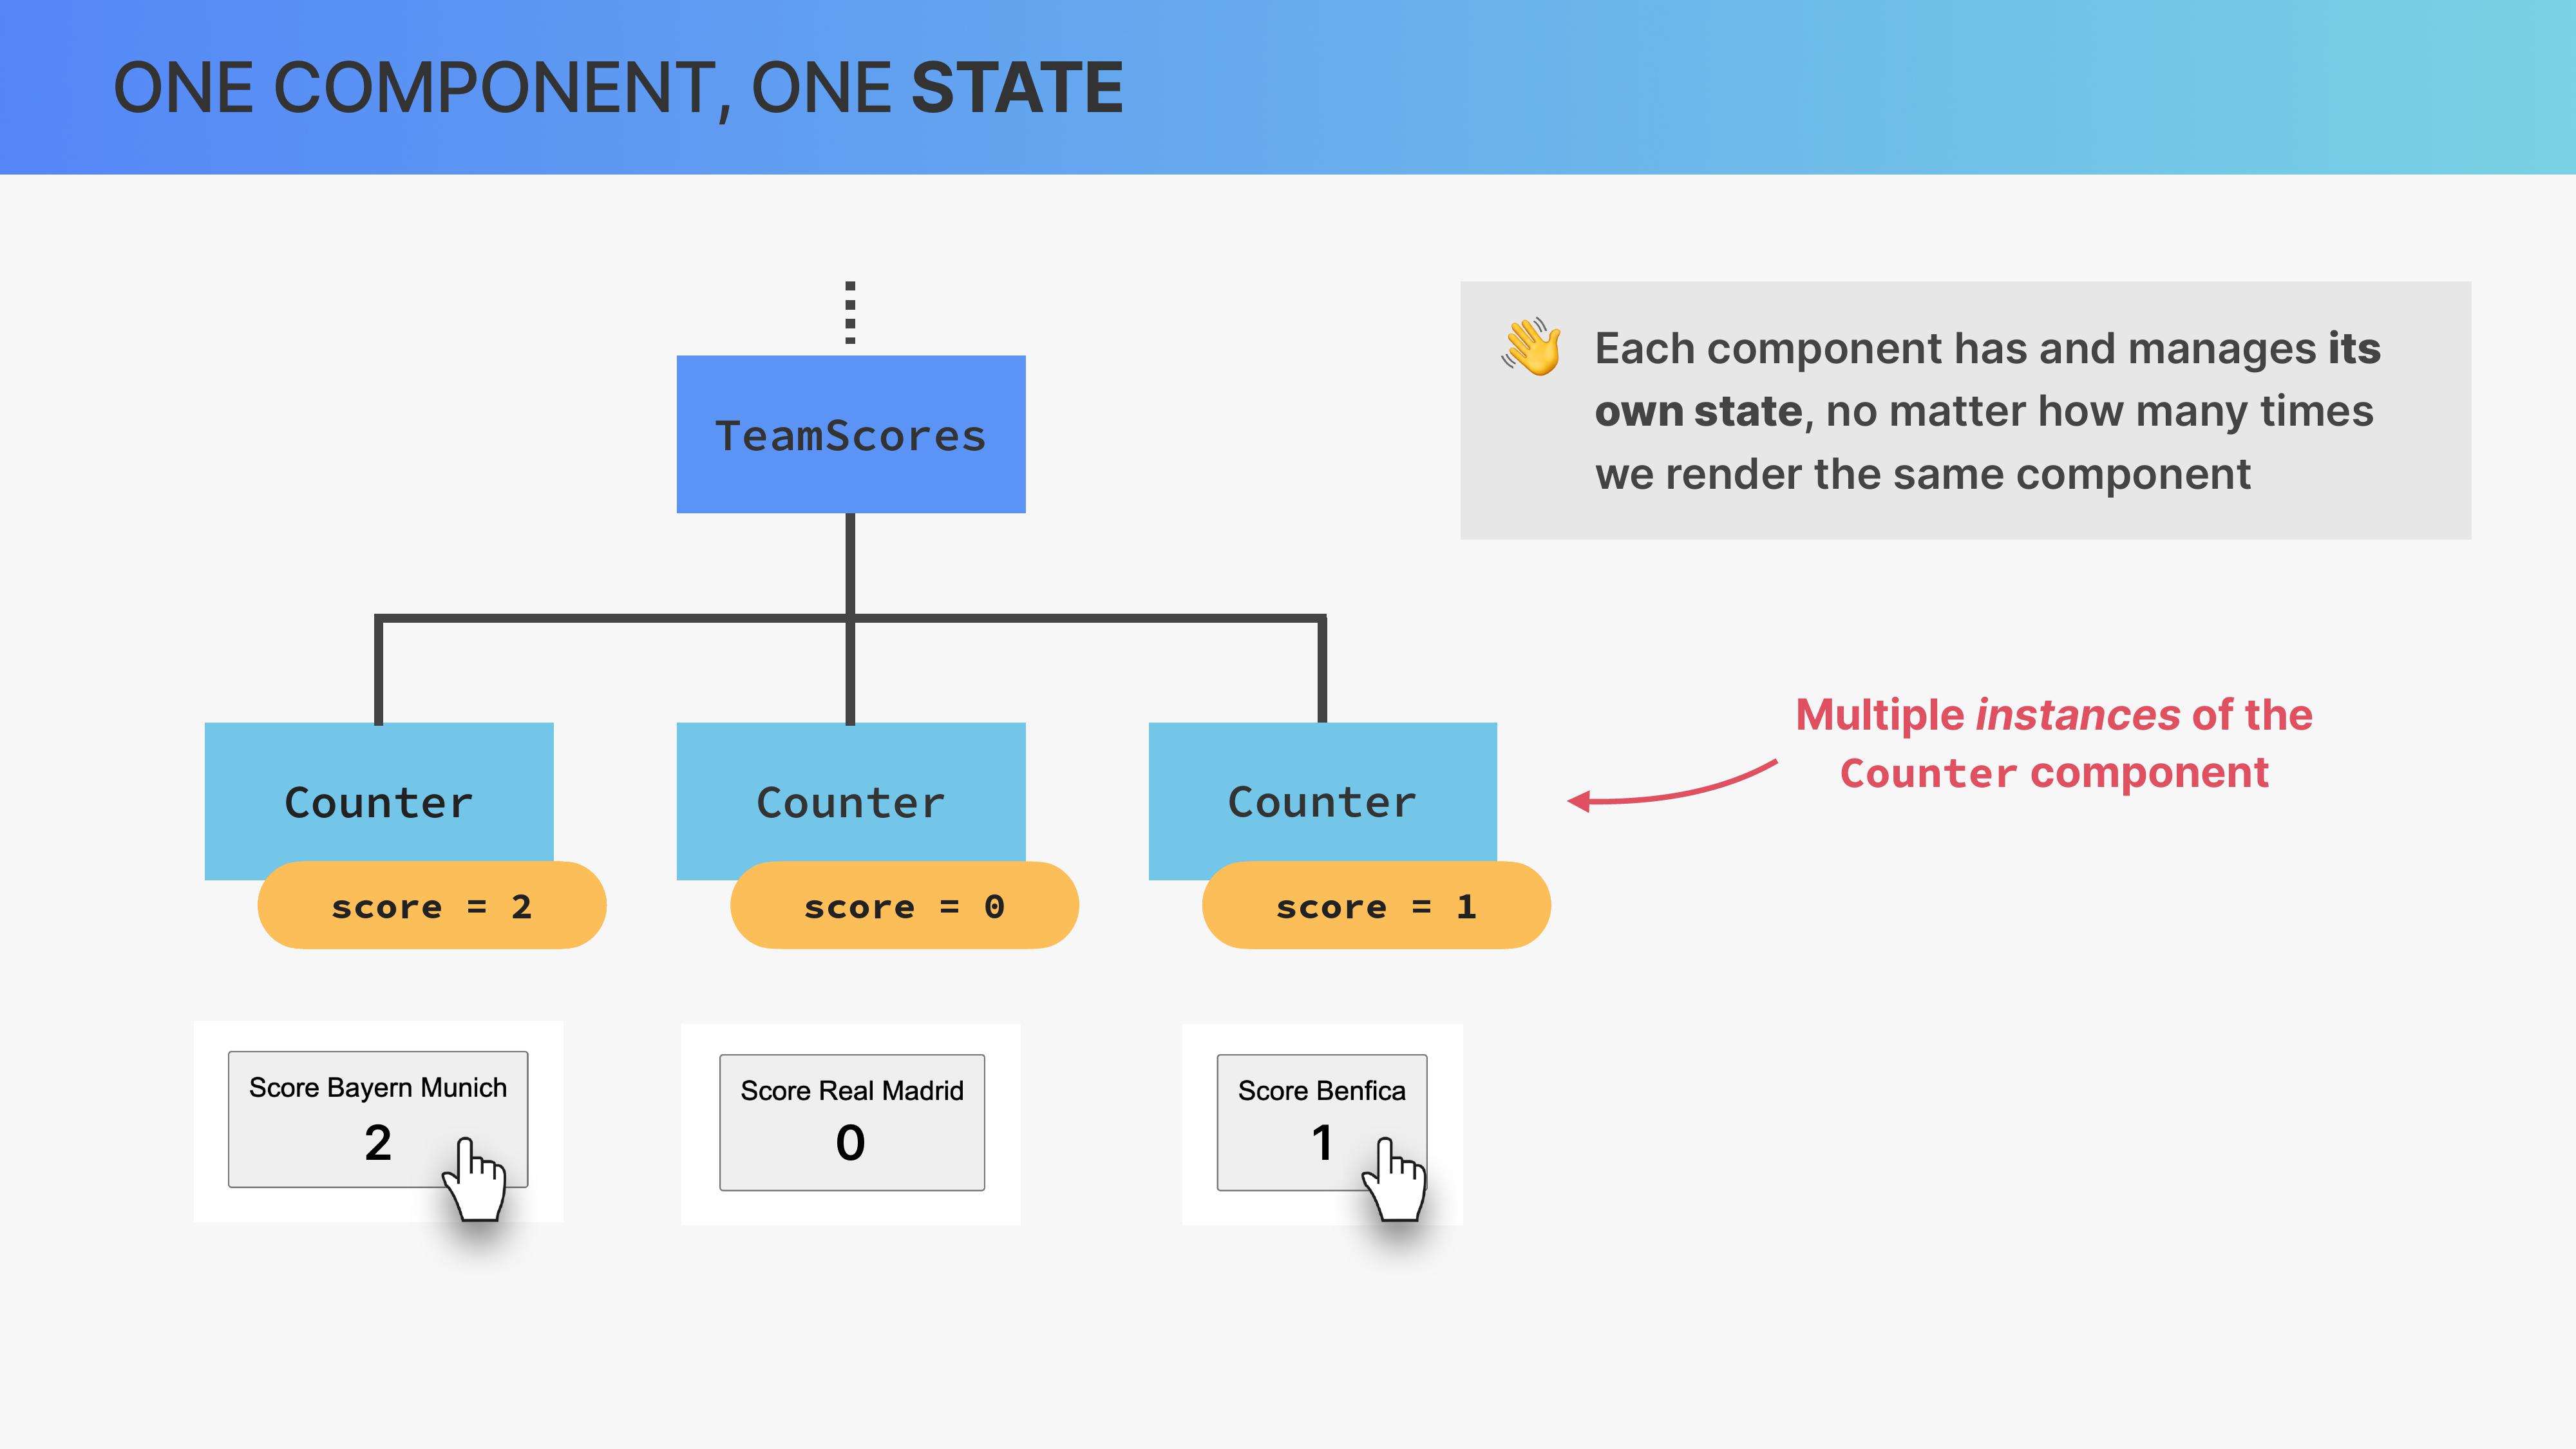 ONE COMPONENT, ONE STATE
Each component has and manages its
own state, no matter how many times
we render the same component
TeamScores
Multiple instances of the
Counter component
Counter
Counter
Counter
score = 2
score = 0
score = 1
Score Bayern Munich
2
Score Real Madrid
0
Score Benfica
1